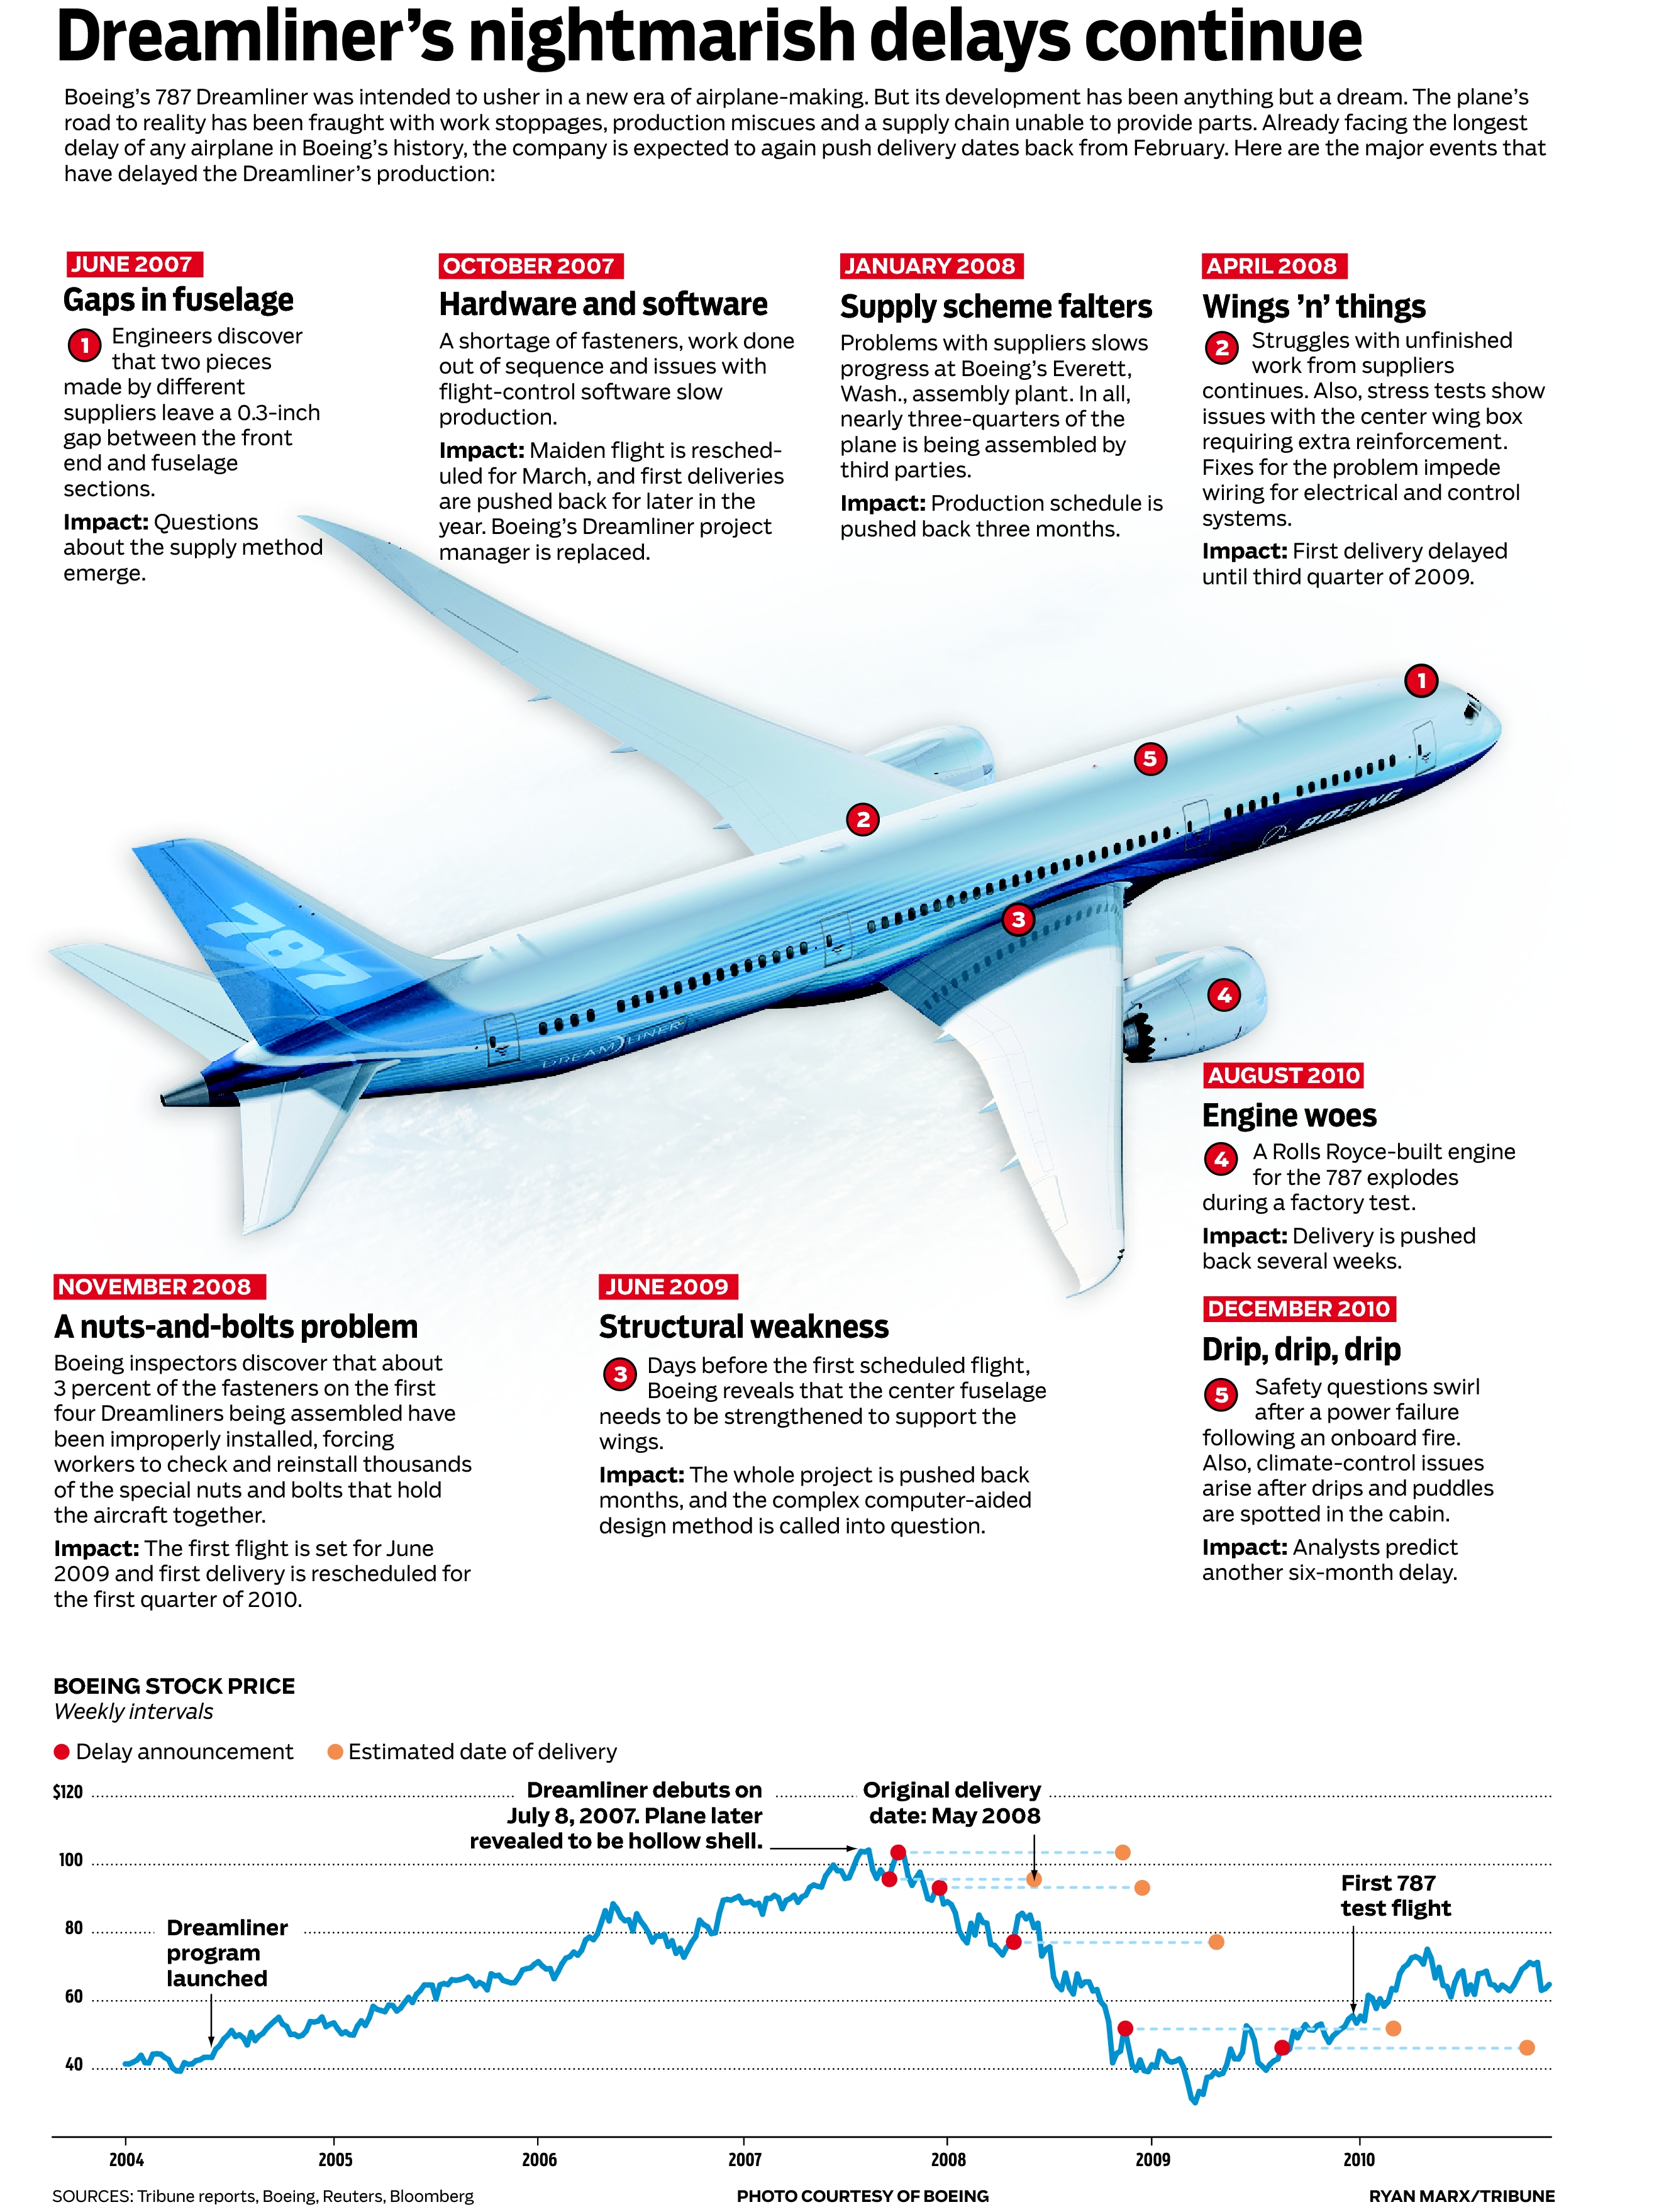 Dreamliner’s nightmarish delays continue
Boeing’s 787 Dreamliner was intended to usher in a new era of airplane-making. But its development has been anything but a dream. The plane’s
road to reality has been fraught with work stoppages, production miscues and a supply chain unable to provide parts. Already facing the longest
delay of any airplane in Boeing’s history, the company is expected to again push delivery dates back from February. Here are the major events that
have delayed the Dreamliner’s production:
JUNE 2007
Gaps in fuselage
1 Engineers discover
that two pieces
made by different
suppliers leave a 0.3-inch
gap between the front
end and fuselage
sections.
Impact: Questions
about the supply method
emerge.
OCTOBER 2007
Hardware and software
A shortage of fasteners, work done
out of sequence and issues with
flight-control software slow
production.
Impact: Maiden flight is resched-
uled for March, and first deliveries
are pushed back for later in the
year. Boeing’s Dreamliner project
manager is replaced.
JANUARY 2008
Supply scheme falters
Problems with suppliers slows
progress at Boeing’s Everett,
Wash., assembly plant. In all,
nearly three-quarters of the
plane is being assembled by
third parties.
Impact: Production schedule is
pushed back three months.
APRIL 2008
Wings ’n’ things
2 Struggles with unfinished
work from suppliers
continues. Also, stress tests show
issues with the center wing box
requiring extra reinforcement.
Fixes for the problem impede
wiring for electrical and control
systems.
Impact: First delivery delayed
until third quarter of 2009.
1
5
2
BOEING
3
787
4
DREAMLINER
AUGUST 2010
Engine woes
4 A Rolls Royce-built engine
for the 787 explodes
during a factory test.
Impact: Delivery is pushed
back several weeks.
NOVEMBER 2008
A nuts-and-bolts problem
Boeing inspectors discover that about
3 percent of the fasteners on the first
four Dreamliners being assembled have
been improperly installed, forcing
workers to check and reinstall thousands
of the special nuts and bolts that hold
the aircraft together.
Impact: The first flight is set for June
2009 and first delivery is rescheduled for
the first quarter of 2010.
JUNE 2009
Structural weakness
3 Days before the first scheduled flight,
Boeing reveals that the center fuselage
needs to be strengthened to support the
wings.
Impact: The whole project is pushed back
months, and the complex computer-aided
design method is called into question.
DECEMBER 2010
Drip, drip, drip
5 Safety questions swirl
after a power failure
following an onboard fire.
Also, climate-control issues
arise after drips and puddles
are spotted in the cabin.
Impact: Analysts predict
another six-month delay.
BOEING STOCK PRICE
Weekly intervals
Delay announcement
Estimated date of delivery
$120
100
80
60
40
Dreamliner
program
launched
Dreamliner debuts on
July 8, 2007. Plane later
revealed to be hollow shell.
Original delivery
date: May 2008
First 787
test flight
2004 2005 2006 2007 2008 2009 2010
SOURCES: Tribune reports, Boeing, Reuters, Bloomberg
PHOTO COURTESY OF BOEING
RYAN MARX/TRIBUNE